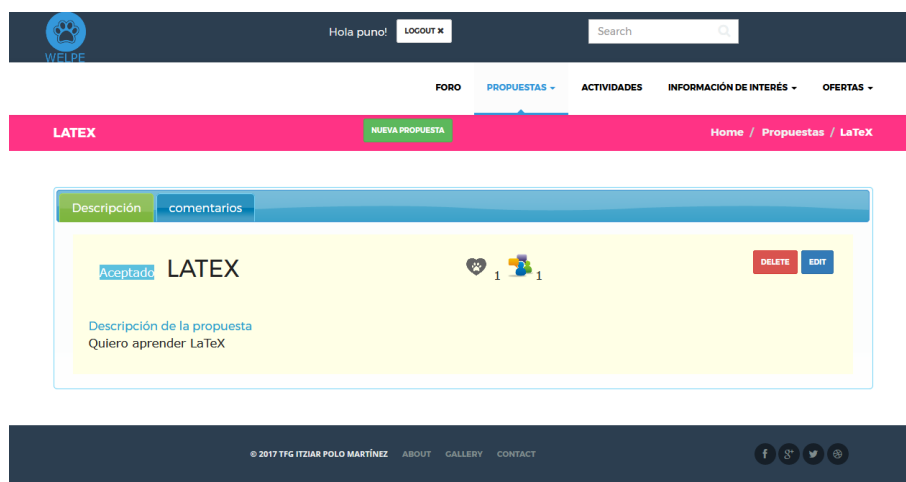 WELPE
Hola puno! LOGOUT ✖ Search
FORO PROPUESTAS ACTIVIDADES INFORMACIÓN DE INTERÉS OFERTAS
LATEX NUEVA PROPUESTA Home / Propuestas / LaTeX
Descripción comentarios
Aceptado LATEX 1 1 DELETE EDIT
Descripción de la propuesta
Quiero aprender LaTeX
© 2017 TFG ITZIAR POLO MARTÍNEZ ABOUT GALLERY CONTACT